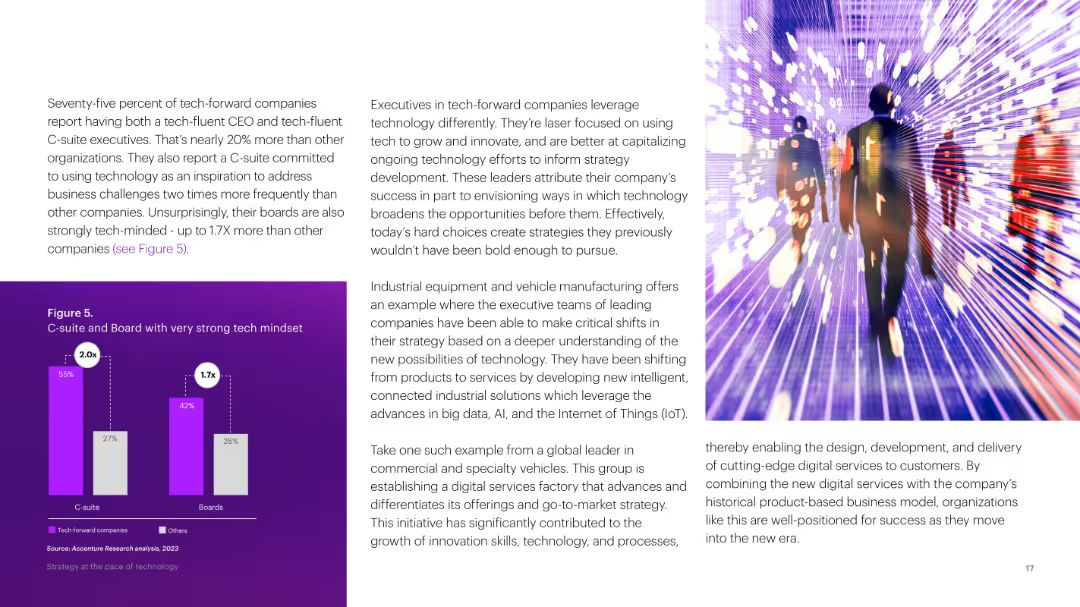 Seventy-five percent of tech-forward companies
report having both a tech-fluent CEO and tech-fluent
C-suite executives. That's nearly 20% more than other
organizations. They also report a C-suite committed
to using technology as an inspiration to address
business challenges two times more frequently than
other companies. Unsurprisingly, their boards are also
strongly tech-minded - up to 1.7X more than other
companies (see Figure 5).
Figure 5.
C-suite and Board with very strong tech mindset
2.0x
1.7x
55%
27%
42%
26%
C-suite
Boards
Tech-forward companies
Others
Source: Accenture Research analysis, 2023
Strategy at the pace of technology
Executives in tech-forward companies leverage
technology differently. They're laser focused on using
tech to grow and innovate, and are better at capitalizing
ongoing technology efforts to inform strategy
development. These leaders attribute their company's
success in part to envisioning ways in which technology
broadens the opportunities before them. Effectively,
today's hard choices create strategies they previously
wouldn't have been bold enough to pursue.
Industrial equipment and vehicle manufacturing offers
an example where the executive teams of leading
companies have been able to make critical shifts in
their strategy based on a deeper understanding of the
new possibilities of technology. They have been shifting
from products to services by developing new intelligent,
connected industrial solutions which leverage the
advances in big data, AI, and the Internet of Things (IoT).
Take one such example from a global leader in
commercial and specialty vehicles. This group is
establishing a digital services factory that advances and
differentiates its offerings and go-to-market strategy.
This initiative has significantly contributed to the
growth of innovation skills, technology, and processes,
thereby enabling the design, development, and delivery
of cutting-edge digital services to customers. By
combining the new digital services with the company's
historical product-based business model, organizations
like this are well-positioned for success as they move
into the new era.
17